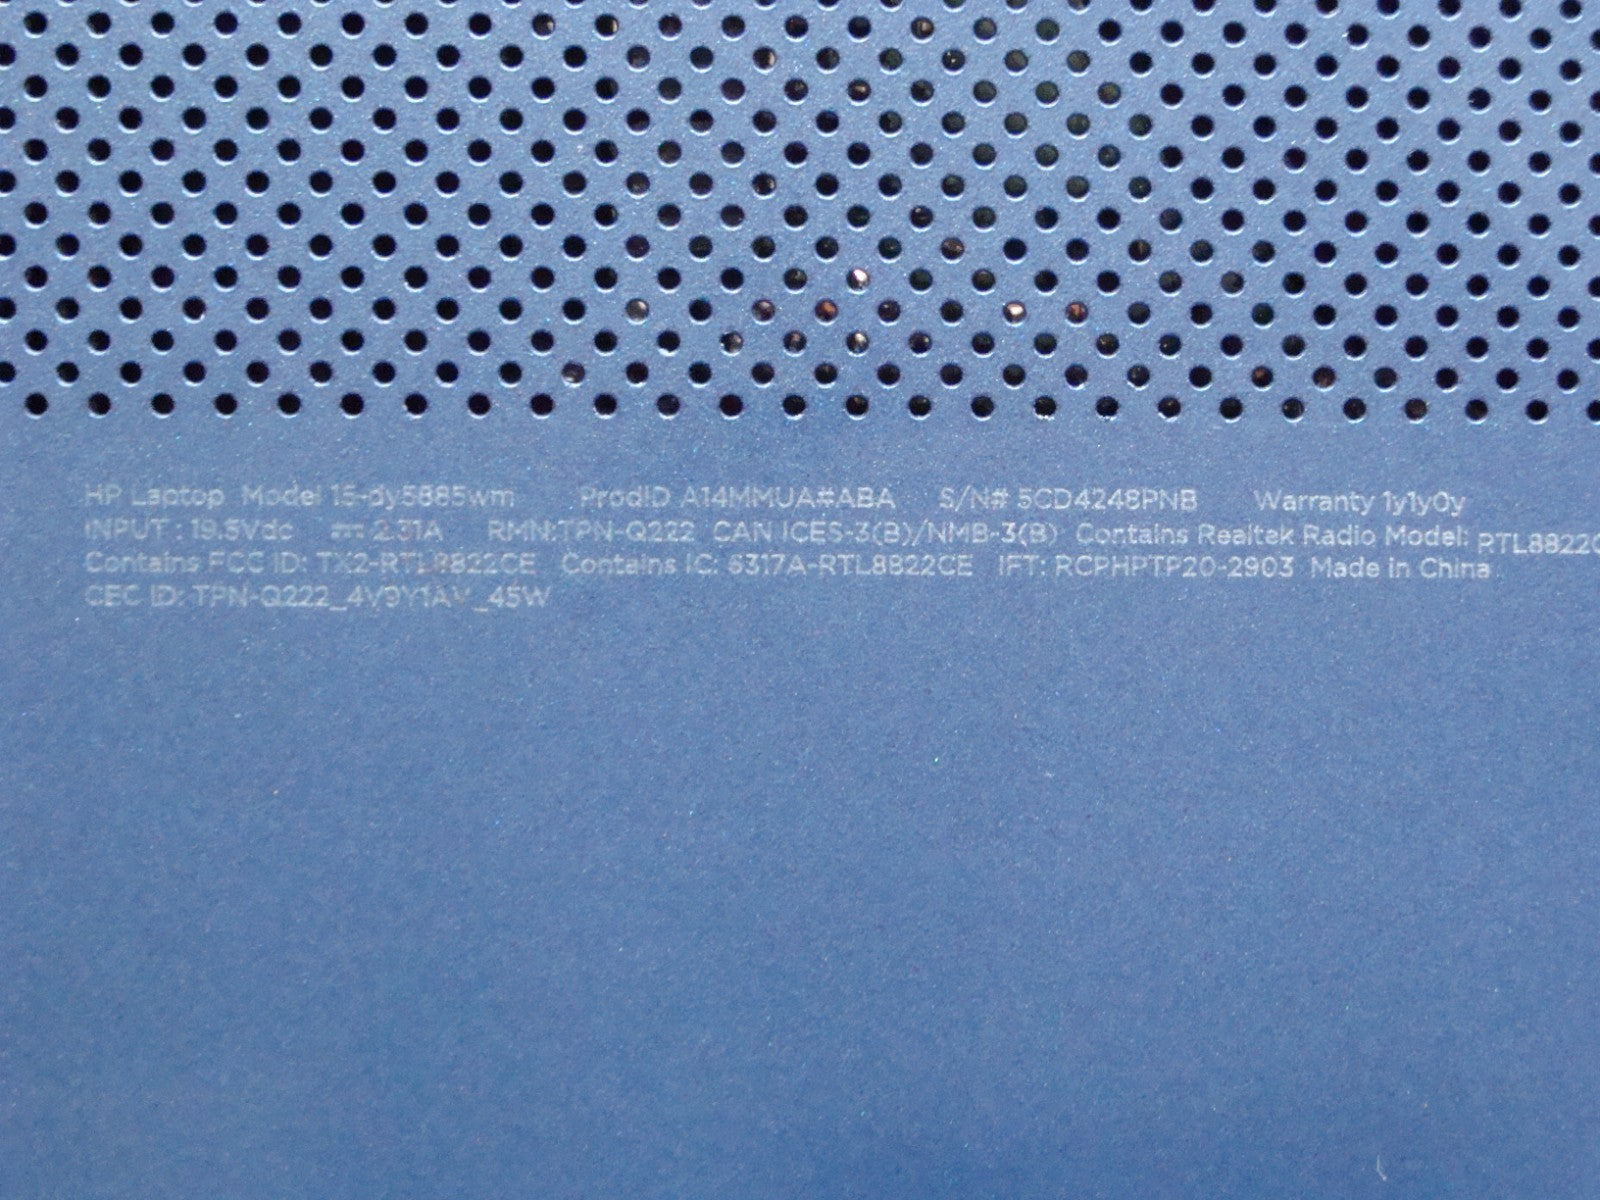 HP Laptop Model 15-dy5885wm ProdID A14MMUA#ABA S/N# 5CD4248PNB Warranty 1y1y0y
INPUT : 19.5Vdc ⎓ 2.31A RMN:TPN-Q222 CAN ICES-3(B)/NMB-3(B) Contains Realtek Radio Model: RTL8822C
Contains FCC ID: TX2-RTL8822CE Contains IC: 6317A-RTL8822CE IFT: RCPHPTP20-2903 Made in China
CEC ID: TPN-Q222_4V9Y1AV_45W